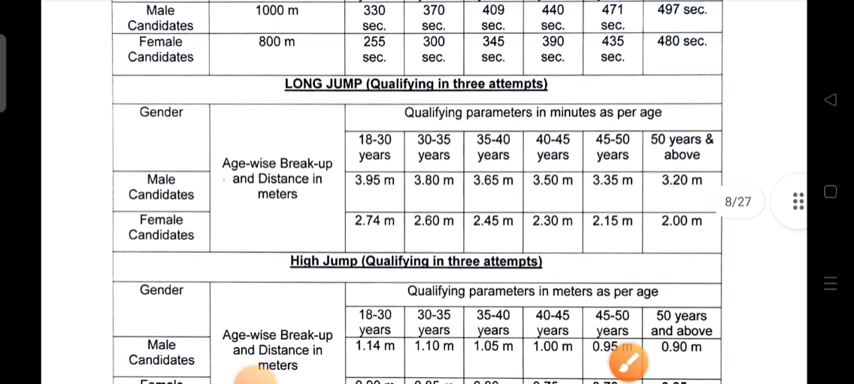 Male Candidates 1000 m 330 sec. 370 sec. 409 sec. 440 sec. 471 sec. 497 sec.
Female Candidates 800 m 255 sec. 300 sec. 345 sec. 390 sec. 435 sec. 480 sec.
LONG JUMP (Qualifying in three attempts)
Gender Age-wise Break-up and Distance in meters Qualifying parameters in minutes as per age
18-30 years 30-35 years 35-40 years 40-45 years 45-50 years 50 years & above
Male Candidates 3.95 m 3.80 m 3.65 m 3.50 m 3.35 m 3.20 m
8/27
Female Candidates 2.74 m 2.60 m 2.45 m 2.30 m 2.15 m 2.00 m
High Jump (Qualifying in three attempts)
Gender Age-wise Break-up and Distance in meters Qualifying parameters in meters as per age
18-30 years 30-35 years 35-40 years 40-45 years 45-50 years 50 years and above
Male Candidates 1.14 m 1.10 m 1.05 m 1.00 m 0.95 m 0.90 m